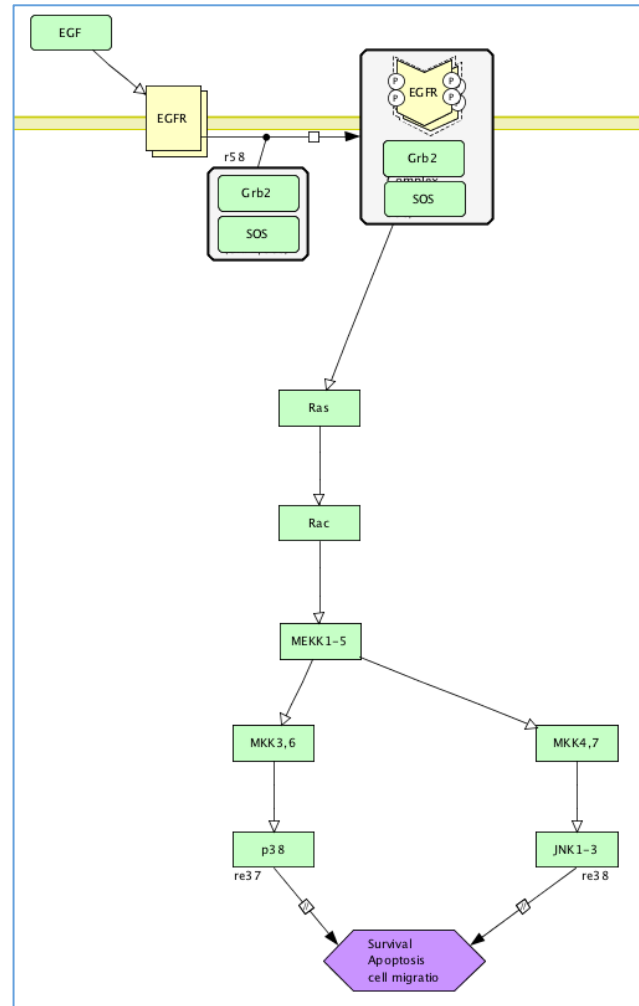 EGF
EGFR
P
P
EGFR
P
P
r58
Grb2
SOS
Grb2
omplex
SOS
Ras
Rac
MEKK1-5
MKK3,6
MKK4,7
p38
JNK1-3
re37
re38
Survival
Apoptosis
cell migratio